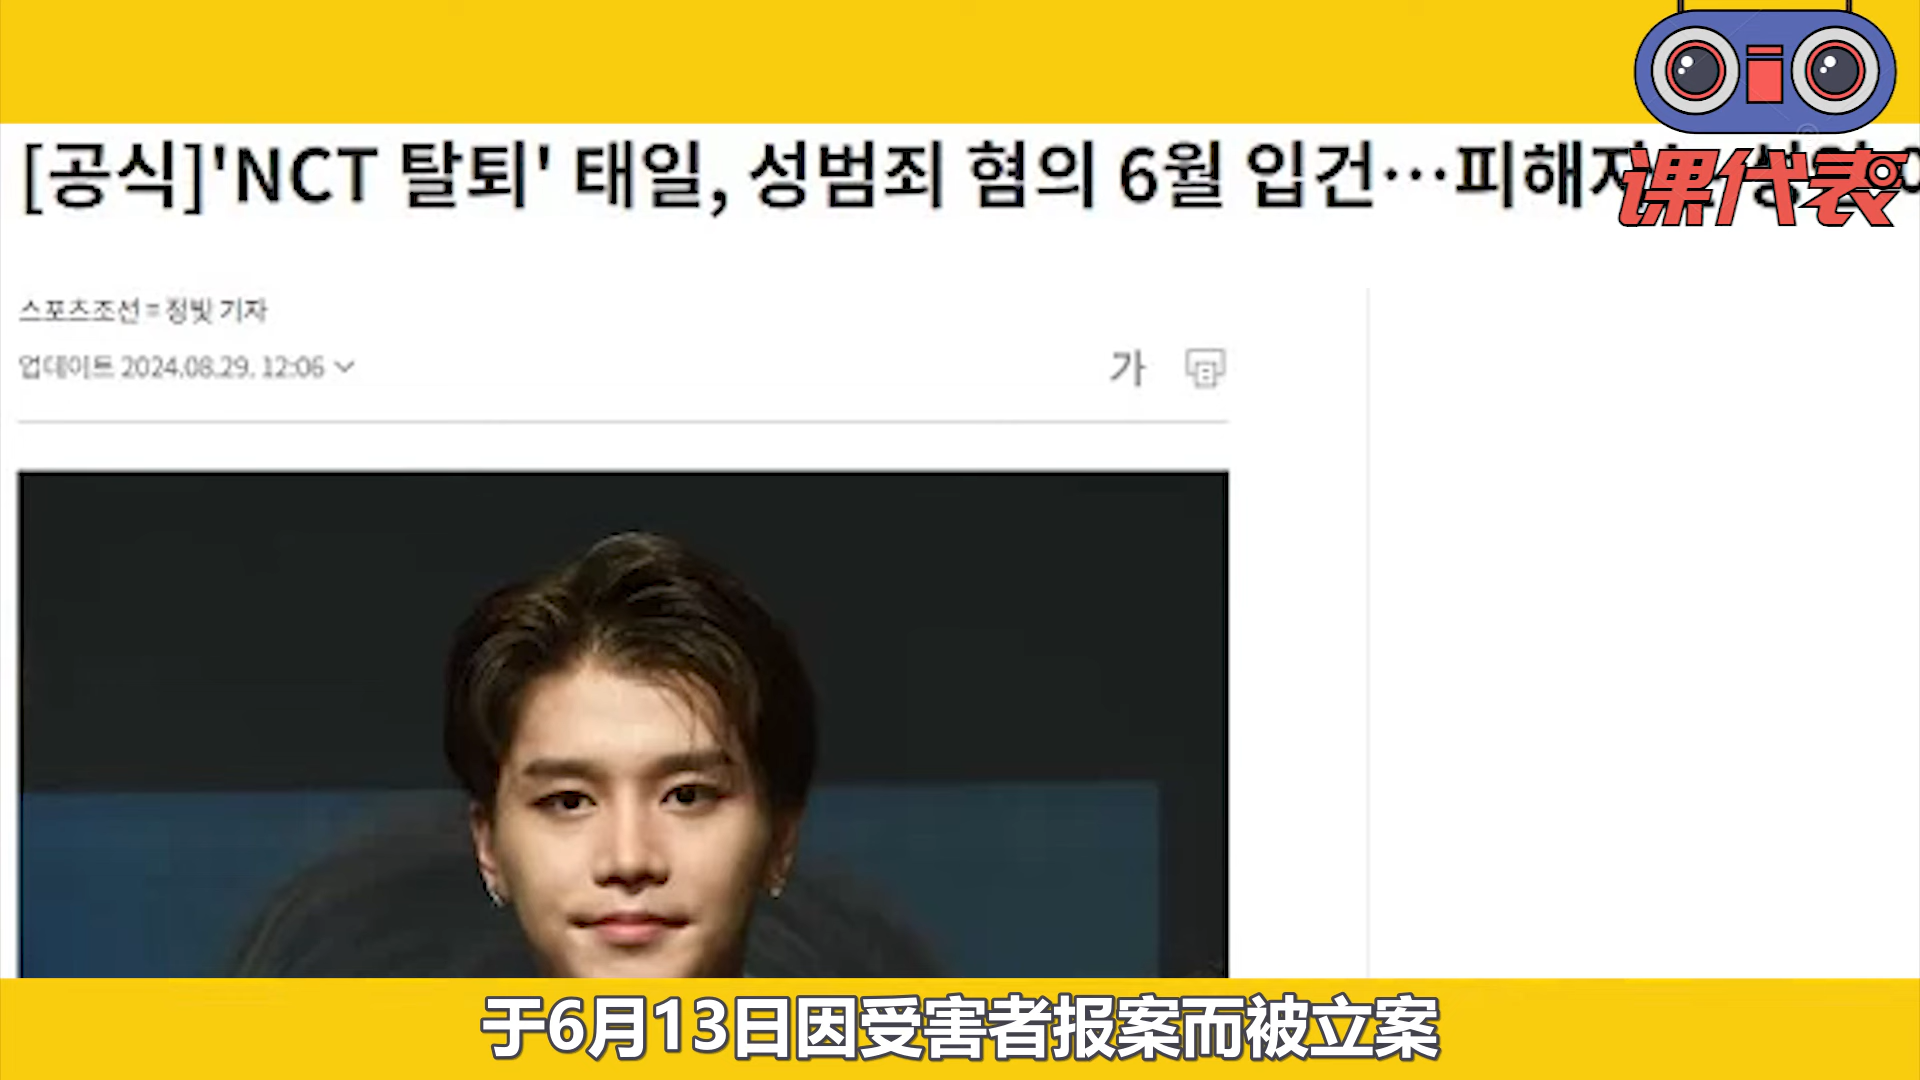 [공식]'NCT 탈퇴' 태일, 성범죄 혐의 6월 입건…피해
课代表
스포츠조선=정빛 기자
업데이트 2024.08.29. 12:06
가
于6月13日因受害者报案而被立案